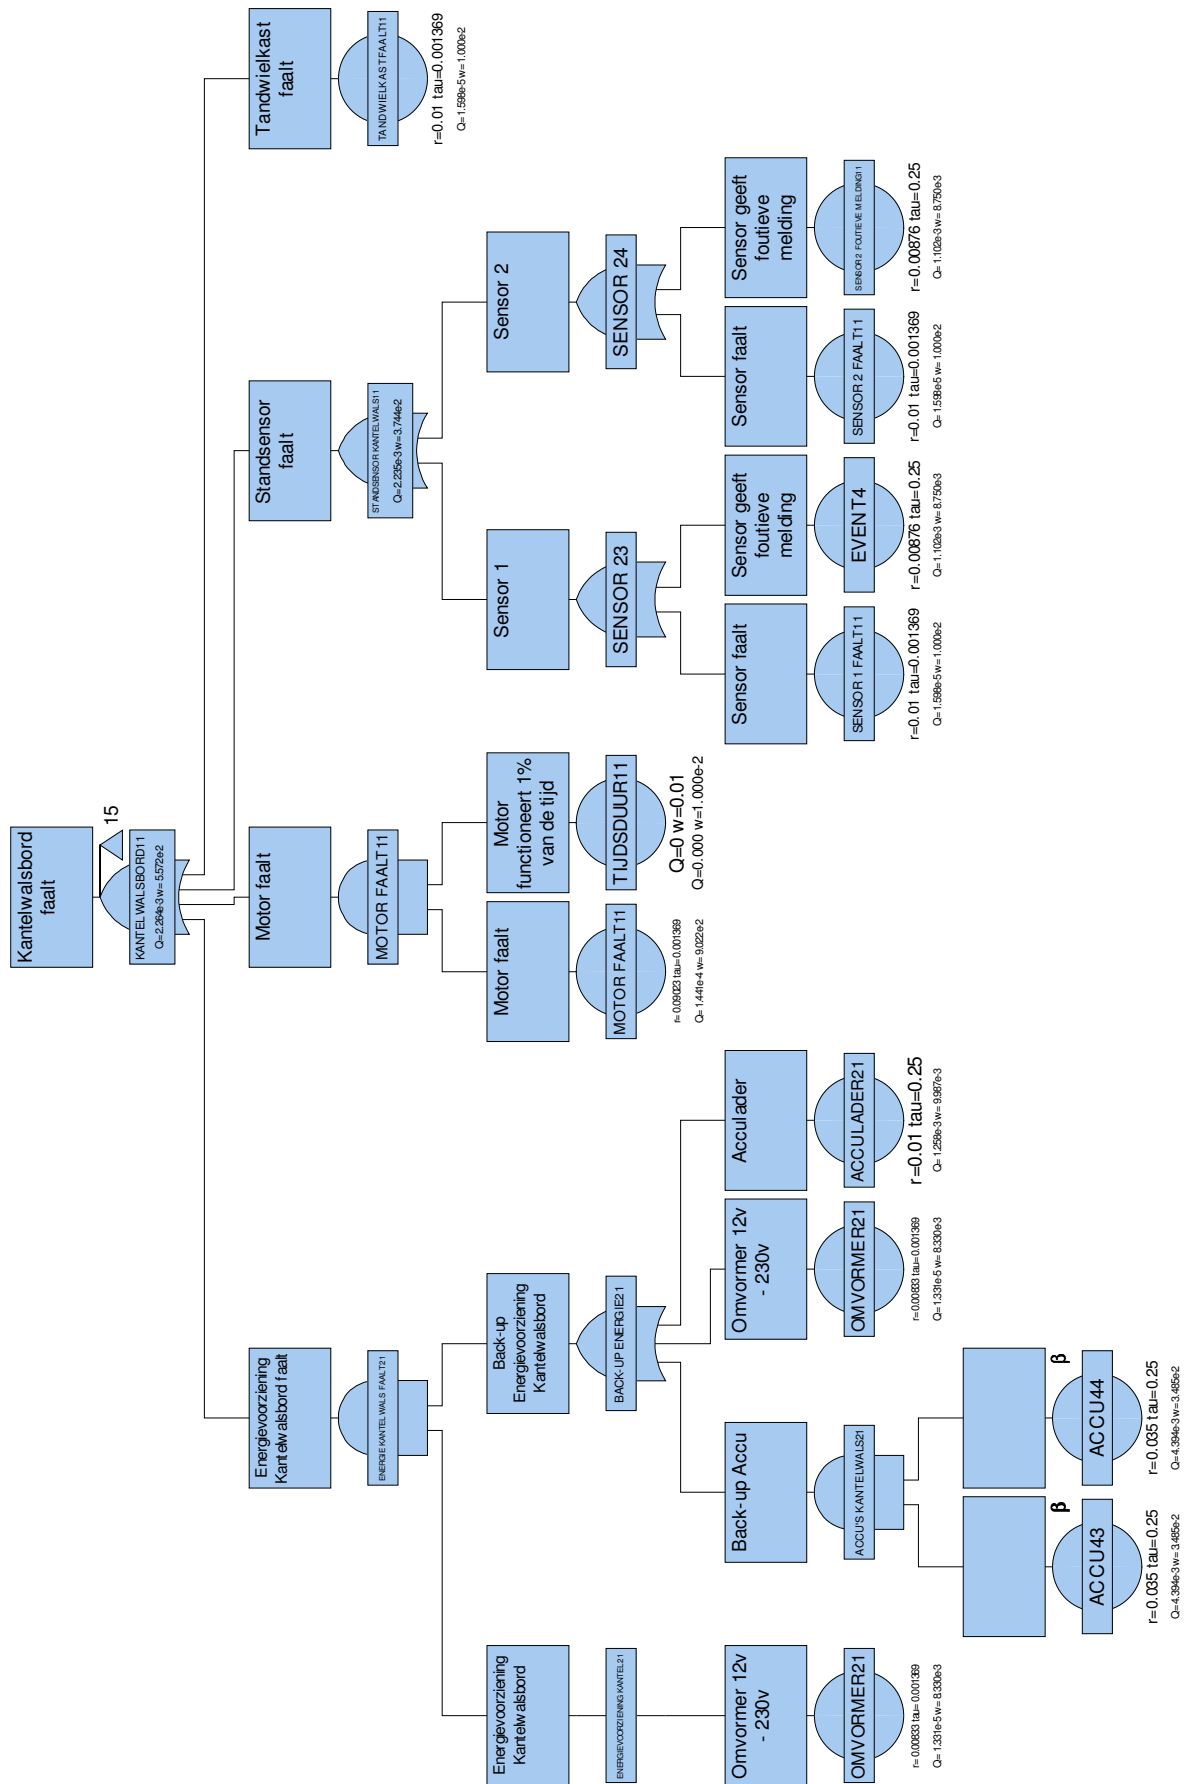 Kantelwalsbord
faalt
15
KANTELWALSBORD11
Q=2.264e-3 w=5.572e-2
Energievoorziening
Kantelwalsbord faalt
ENERGIE KANTELWALS FAALT21
Motor faalt
MOTOR FAALT11
Standsensor
faalt
STANDSENSOR KANTELWALS11
Q=2.235e-3 w=3.744e-2
Tandwielkast
faalt
TANDWIELKAST FAALT11
r=0.01 tau=0.001369
Q=1.598e-5 w=1.000e-2
Energievoorziening
Kantelwalsbord
ENERGIEVOORZIENING KANTEL21
Back-up
Energievoorziening
Kantelwalsbord
BACK-UP ENERGIE21
Motor faalt
MOTOR FAALT11
r=0.09023 tau=0.001369
Q=1.441e-4 w=9.022e-2
Motor
functioneert 1%
van de tijd
TIJDSDUUR11
Q=0 w=0.01
Q=0.000 w=1.000e-2
Sensor 1
SENSOR 23
Sensor 2
SENSOR 24
Omvormer 12v
- 230v
OMVORMER21
r=0.00833 tau=0.001369
Q=1.331e-5 w=8.330e-3
Back-up Accu
ACCU'S KANTELWALS21
Omvormer 12v
- 230v
OMVORMER21
r=0.00833 tau=0.001369
Q=1.331e-5 w=8.330e-3
Acculader
ACCULADER21
r=0.01 tau=0.25
Q=1.258e-3 w=9.987e-3
Sensor faalt
SENSOR 1 FAALT11
r=0.01 tau=0.001369
Q=1.598e-5 w=1.000e-2
Sensor geeft
foutieve
melding
EVENT4
r=0.00876 tau=0.25
Q=1.102e-3 w=8.750e-3
Sensor faalt
SENSOR 2 FAALT11
r=0.01 tau=0.001369
Q=1.598e-5 w=1.000e-2
Sensor geeft
foutieve
melding
SENSOR 2 FOUTIEVE MELDING11
r=0.00876 tau=0.25
Q=1.102e-3 w=8.750e-3
β
ACCU43
r=0.035 tau=0.25
Q=4.394e-3 w=3.485e-2
β
ACCU44
r=0.035 tau=0.25
Q=4.394e-3 w=3.485e-2